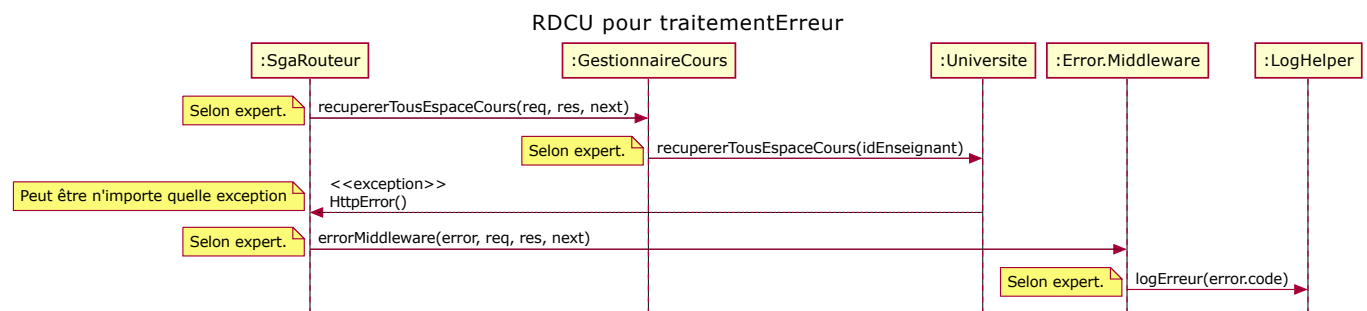 RDCU pour traitementErreur
:SgaRouteur
:GestionnaireCours
:Universite
:Error.Middleware
:LogHelper
Selon expert.
recupererTousEspaceCours(req, res, next)
Selon expert.
recupererTousEspaceCours(idEnseignant)
Peut être n'importe quelle exception
<<exception>>
HttpError()
Selon expert.
errorMiddleware(error, req, res, next)
Selon expert.
logErreur(error.code)